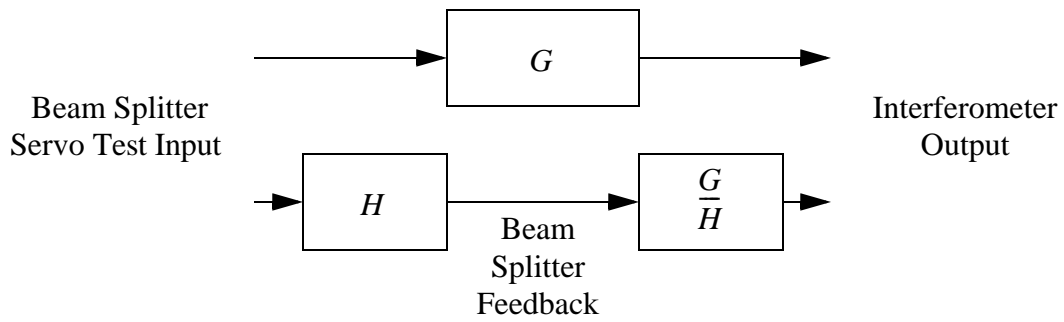 G
Beam Splitter
Servo Test Input
Interferometer
Output
H
G
H
Beam
Splitter
Feedback